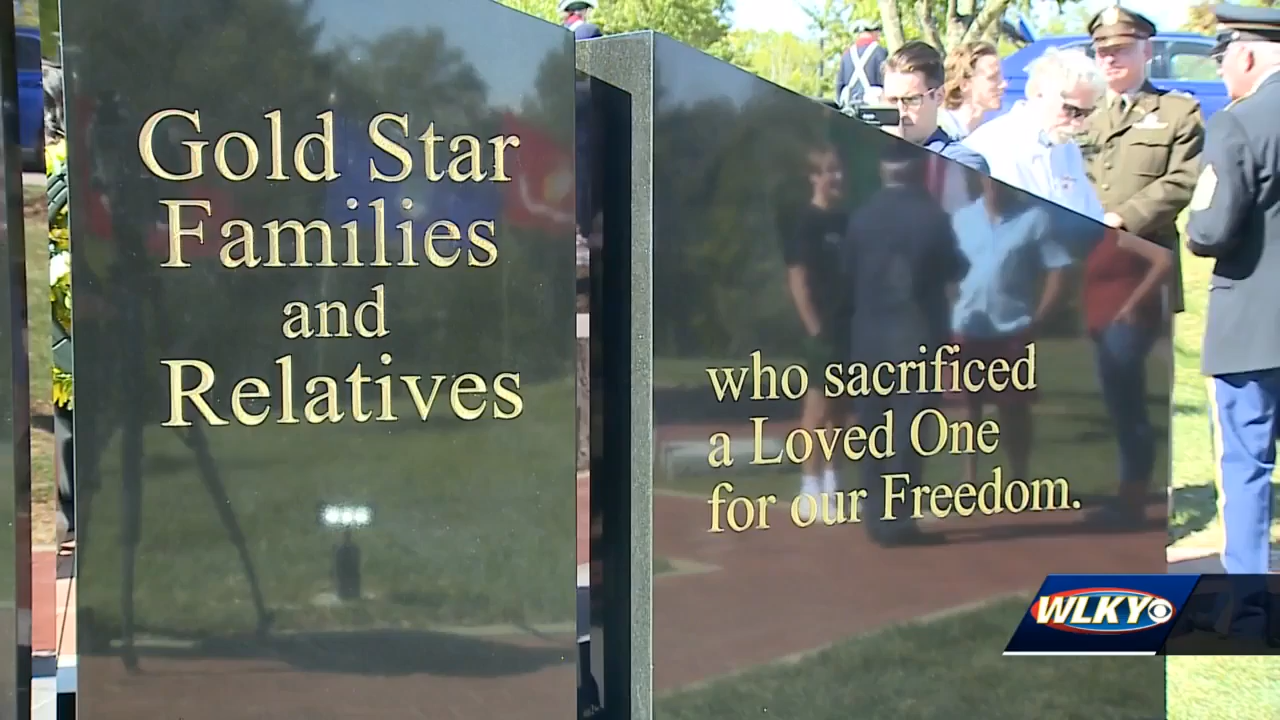 Gold Star
Families
and
Relatives
who sacrificed
a Loved One
for our Freedom.
WLKY